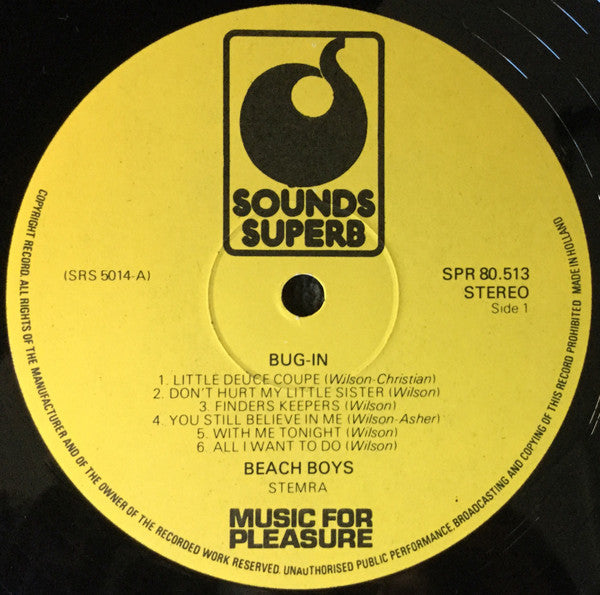 SOUNDS
SUPERB
(SRS 5014-A)
SPR 80.513
STEREO
Side 1
BUG-IN
1. LITTLE DEUCE COUPE (Wilson-Christian)
2. DON'T HURT MY LITTLE SISTER (Wilson)
3. FINDERS KEEPERS (Wilson)
4. YOU STILL BELIEVE IN ME (Wilson-Asher)
5. WITH ME TONIGHT (Wilson)
6. ALL I WANT TO DO (Wilson)
BEACH BOYS
STEMRA
MUSIC FOR
PLEASURE
COPYRIGHT RECORD. ALL RIGHTS OF THE MANUFACTURER AND OF THE OWNER OF THE RECORDED WORK RESERVED. UNAUTHORISED PUBLIC PERFORMANCE, BROADCASTING AND COPYING OF THIS RECORD PROHIBITED MADE IN HOLLAND